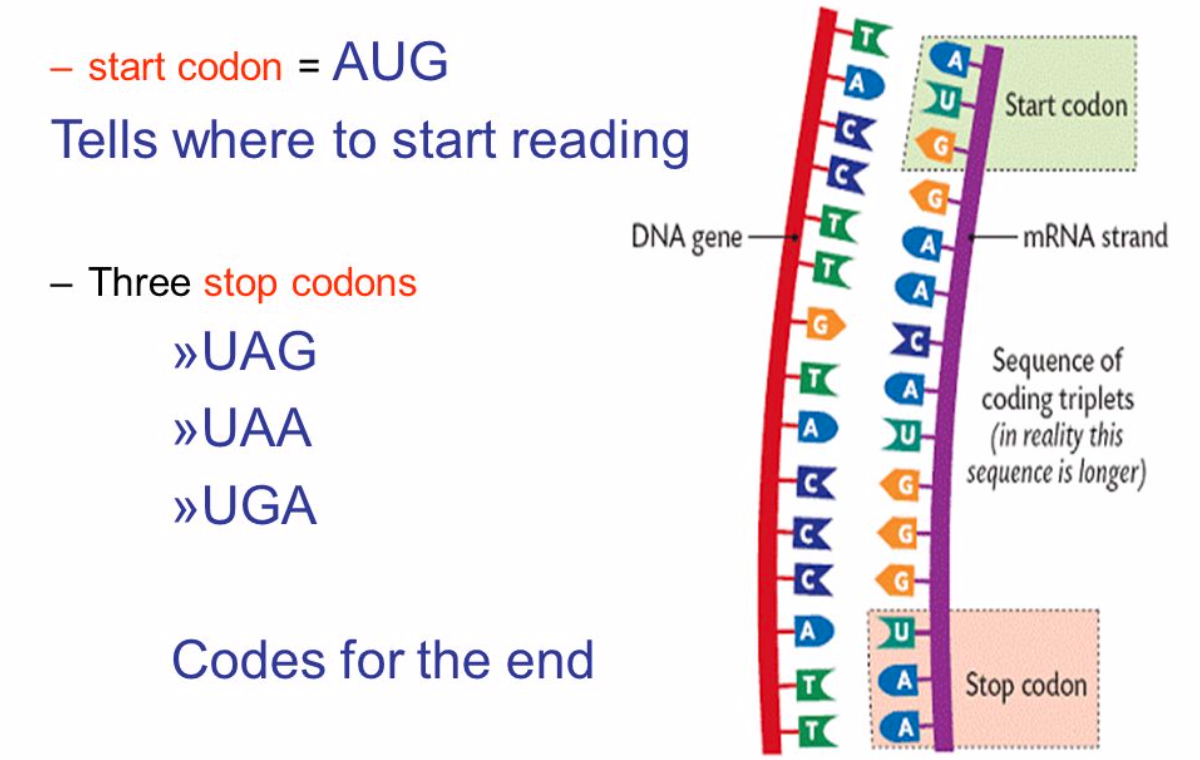 – start codon = AUG
Tells where to start reading
– Three stop codons
»UAG
»UAA
»UGA
Codes for the end
T
A
C
C
T
T
G
T
A
C
C
C
A
T
T
DNA gene
A
U
G
G
A
A
C
A
U
G
G
G
U
A
A
Start codon
mRNA strand
Sequence of
coding triplets
(in reality this
sequence is longer)
Stop codon